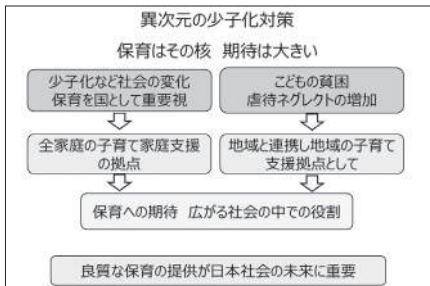 異次元の少子化対策
保育はその核 期待は大きい
少子化など社会の変化
保育を国として重要視
こどもの貧困
虐待ネグレクトの増加
全家庭の子育て家庭支援
の拠点
地域と連携し地域の子育て
支援拠点として
保育への期待 広がる社会の中での役割
良質な保育の提供が日本社会の未来に重要